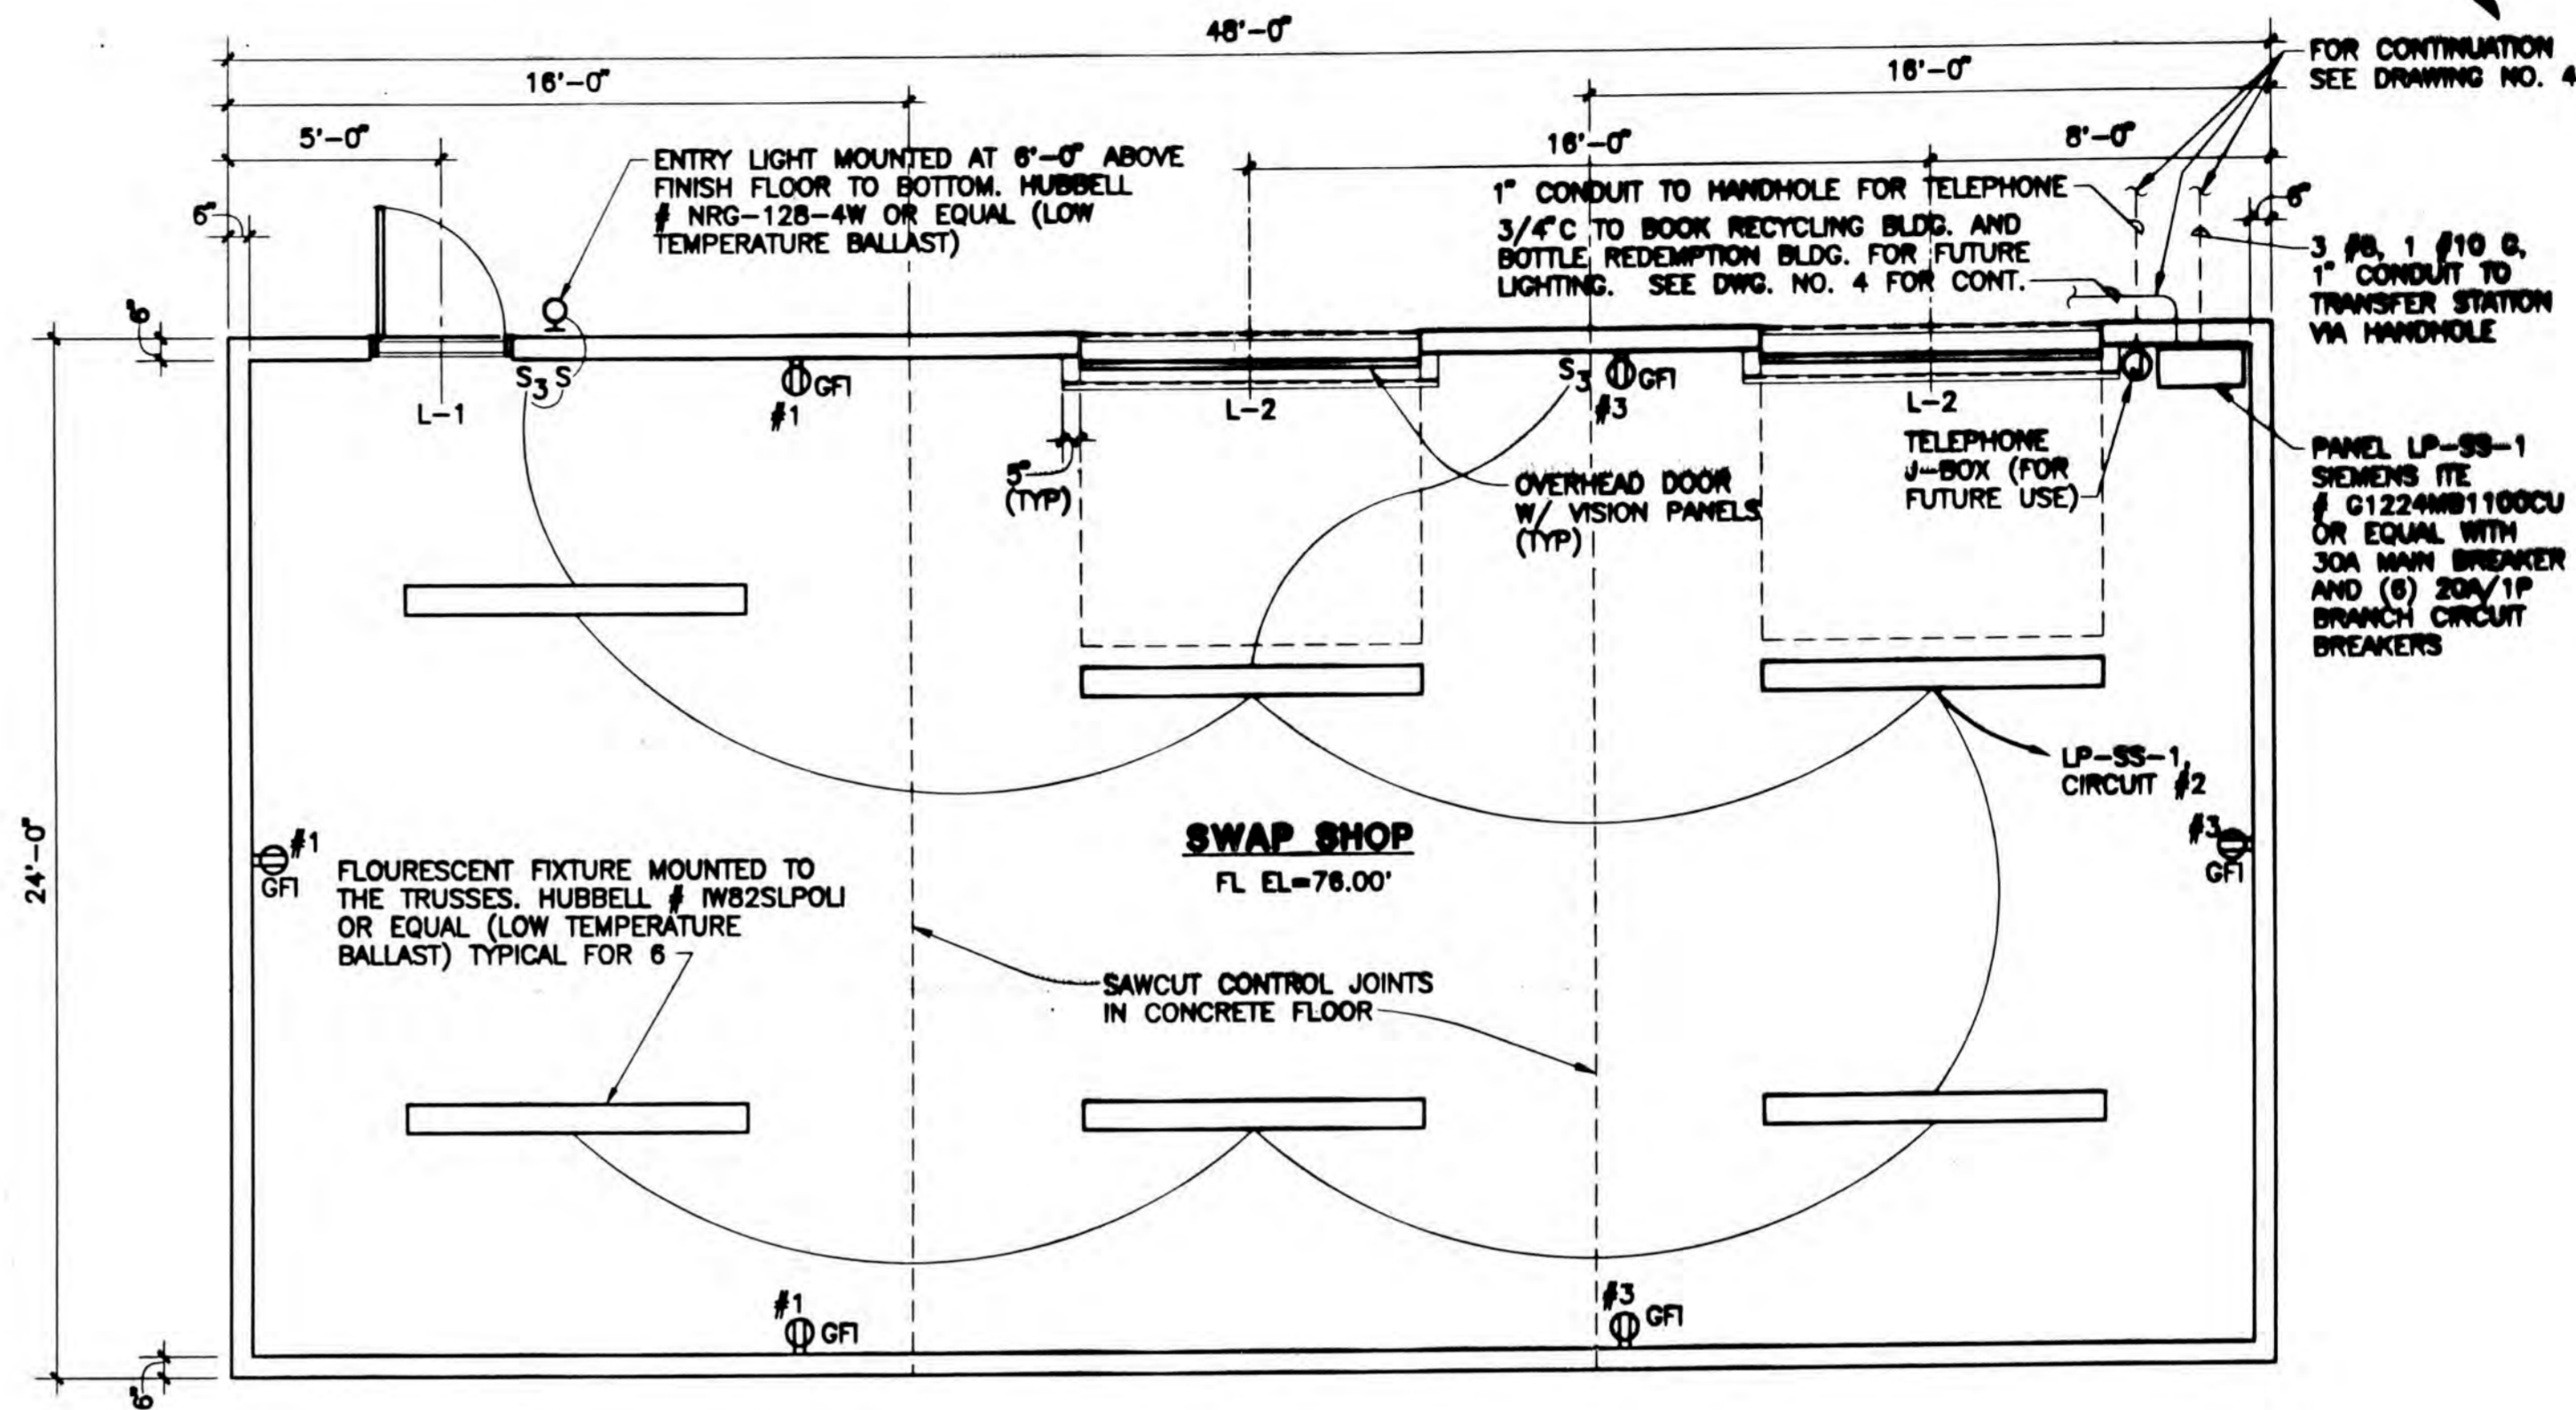 48'-0"
16'-0"
16'-0"
5'-0"
16'-0"
8'-0"
6"
6"
6"
FOR CONTINUATION
SEE DRAWING NO. 4
ENTRY LIGHT MOUNTED AT 6'-0" ABOVE
FINISH FLOOR TO BOTTOM. HUBBELL
# NRG-128-4W OR EQUAL (LOW
TEMPERATURE BALLAST)
1" CONDUIT TO HANDHOLE FOR TELEPHONE
3/4"C TO BOOK RECYCLING BLDG. AND
BOTTLE REDEMPTION BLDG. FOR FUTURE
LIGHTING. SEE DWG. NO. 4 FOR CONT.
3 #8, 1 #10 G,
1" CONDUIT TO
TRANSFER STATION
VIA HANDHOLE
S3 S
GFI
#1
L-1
L-2
S3
GFI
#3
L-2
5"
(TYP)
OVERHEAD DOOR
W/ VISION PANELS
(TYP)
TELEPHONE
J-BOX (FOR
FUTURE USE)
PANEL LP-SS-1
SIEMENS ITE
# G1224MB1100CU
OR EQUAL WITH
30A MAIN BREAKER
AND (6) 20A/1P
BRANCH CIRCUIT
BREAKERS
LP-SS-1,
CIRCUIT #2
24'-0"
#1
GFI
FLOURESCENT FIXTURE MOUNTED TO
THE TRUSSES. HUBBELL # IW82SLPOLI
OR EQUAL (LOW TEMPERATURE
BALLAST) TYPICAL FOR 6
SWAP SHOP
FL EL=76.00'
#3
GFI
SAWCUT CONTROL JOINTS
IN CONCRETE FLOOR
#1
GFI
#3
GFI
6"